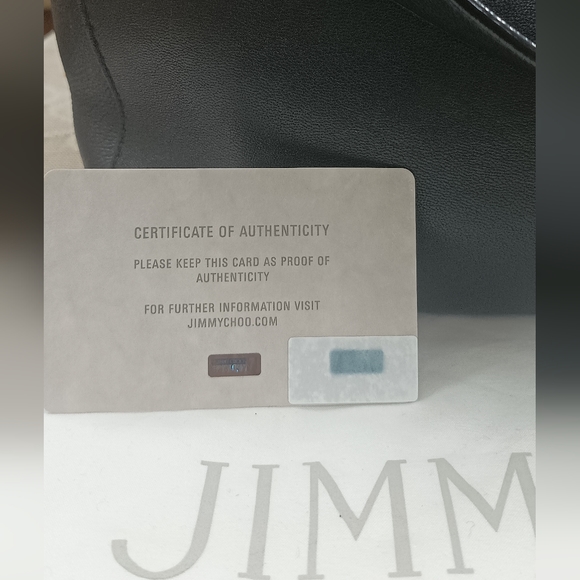 CERTIFICATE OF AUTHENTICITY
PLEASE KEEP THIS CARD AS PROOF OF
AUTHENTICITY
FOR FURTHER INFORMATION VISIT
JIMMYCHOO.COM
JIMM